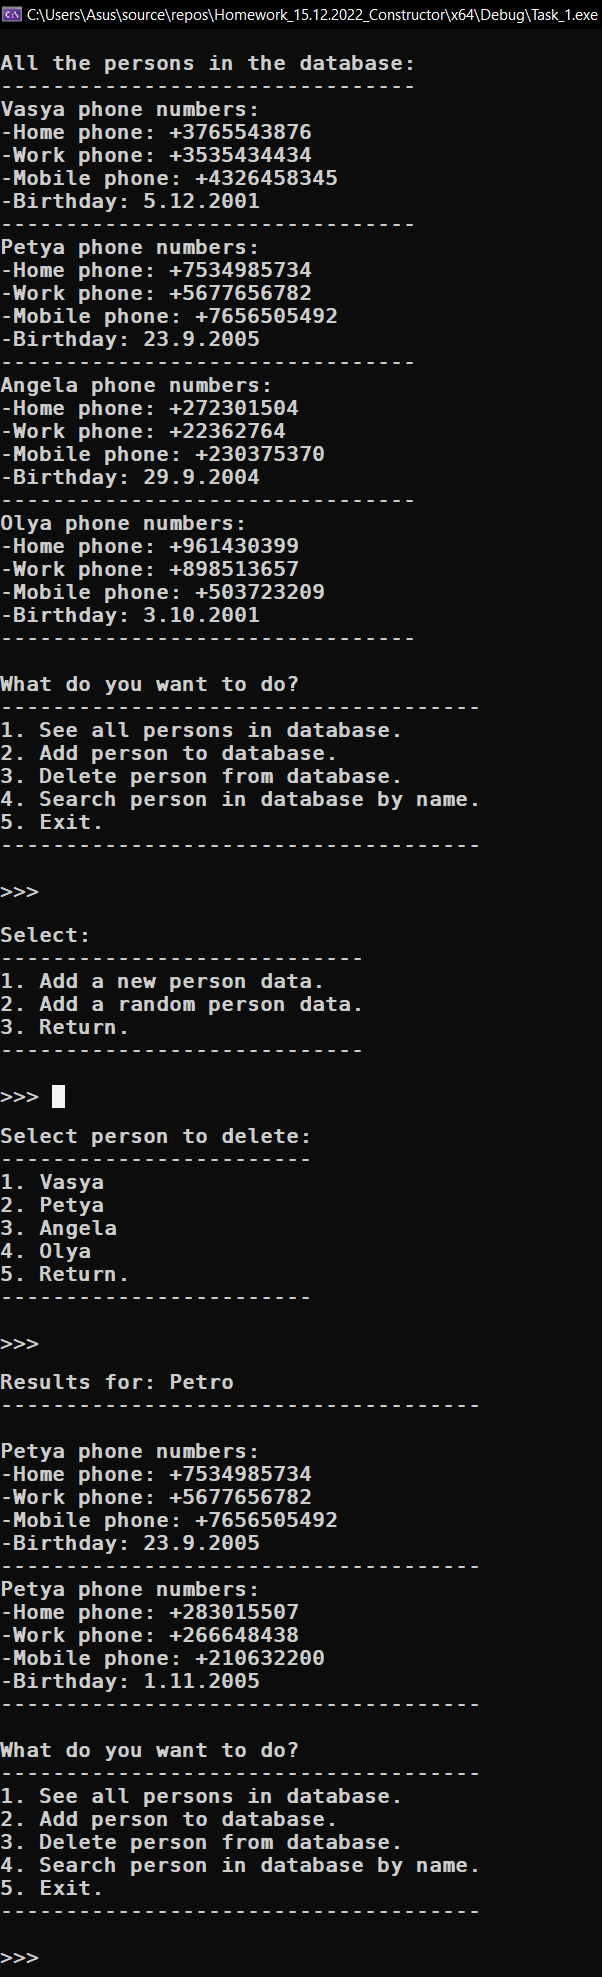 C:\Users\Asus\source\repos\Homework_15.12.2022_Constructor\x64\Debug\Task_1.exe
All the persons in the database:
--------------------------------
Vasya phone numbers:
-Home phone: +3765543876
-Work phone: +3535434434
-Mobile phone: +4326458345
-Birthday: 5.12.2001
--------------------------------
Petya phone numbers:
-Home phone: +7534985734
-Work phone: +5677656782
-Mobile phone: +7656505492
-Birthday: 23.9.2005
--------------------------------
Angela phone numbers:
-Home phone: +272301504
-Work phone: +22362764
-Mobile phone: +230375370
-Birthday: 29.9.2004
--------------------------------
Olya phone numbers:
-Home phone: +961430399
-Work phone: +898513657
-Mobile phone: +503723209
-Birthday: 3.10.2001
--------------------------------
What do you want to do?
-------------------------------------
1. See all persons in database.
2. Add person to database.
3. Delete person from database.
4. Search person in database by name.
5. Exit.
-------------------------------------
>>>
Select:
----------------------------
1. Add a new person data.
2. Add a random person data.
3. Return.
----------------------------
>>>
Select person to delete:
------------------------
1. Vasya
2. Petya
3. Angela
4. Olya
5. Return.
------------------------
>>>
Results for: Petro
-------------------------------------
Petya phone numbers:
-Home phone: +7534985734
-Work phone: +5677656782
-Mobile phone: +7656505492
-Birthday: 23.9.2005
-------------------------------------
Petya phone numbers:
-Home phone: +283015507
-Work phone: +266648438
-Mobile phone: +210632200
-Birthday: 1.11.2005
-------------------------------------
What do you want to do?
-------------------------------------
1. See all persons in database.
2. Add person to database.
3. Delete person from database.
4. Search person in database by name.
5. Exit.
-------------------------------------
>>>